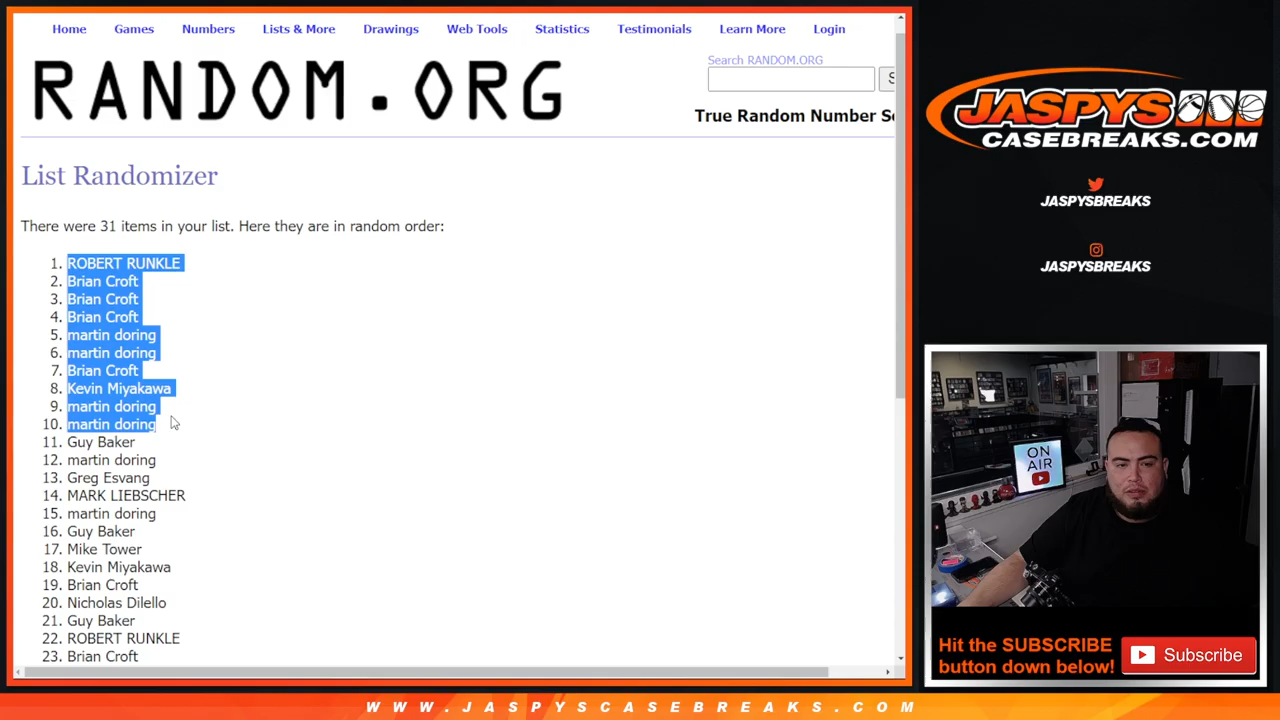 Home Games Numbers Lists & More Drawings Web Tools Statistics Testimonials Learn More Login
RANDOM.ORG
Search RANDOM.ORG
S
True Random Number Se
List Randomizer
There were 31 items in your list. Here they are in random order:
1. ROBERT RUNKLE
2. Brian Croft
3. Brian Croft
4. Brian Croft
5. martin doring
6. martin doring
7. Brian Croft
8. Kevin Miyakawa
9. martin doring
10. martin doring
11. Guy Baker
12. martin doring
13. Greg Esvang
14. MARK LIEBSCHER
15. martin doring
16. Guy Baker
17. Mike Tower
18. Kevin Miyakawa
19. Brian Croft
20. Nicholas Dilello
21. Guy Baker
22. ROBERT RUNKLE
23. Brian Croft
JASPYS
CASEBREAKS.COM
JASPYSBREAKS
JASPYSBREAKS
ON
AIR
Hit the SUBSCRIBE
button down below!
Subscribe
WWW.JASPYSCASEBREAKS.COM